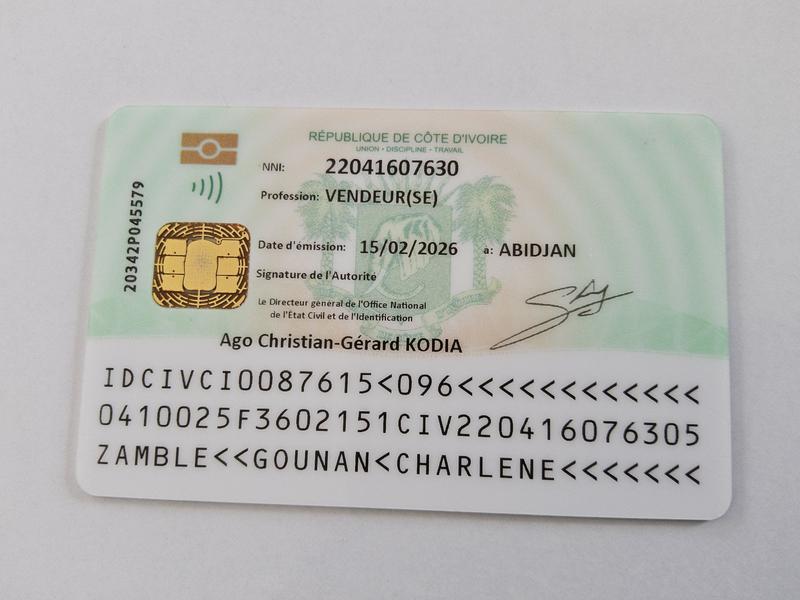 RÉPUBLIQUE DE CÔTE D'IVOIRE
UNION • DISCIPLINE • TRAVAIL
NNI: 22041607630
Profession: VENDEUR(SE)
20342P045579
Date d'émission: 15/02/2026 à: ABIDJAN
Signature de l'Autorité
Le Directeur général de l'Office National
de l'État Civil et de l'Identification
Ago Christian-Gérard KODIA
IDCIVCI0087615<096<<<<<<<<<<<<
0410025F3602151CIV220416076305
ZAMBLE<<GOUNAN<CHARLENE<<<<<<<